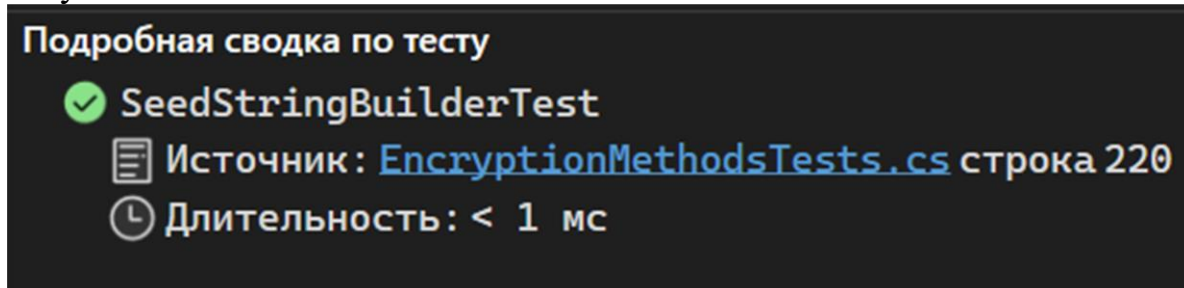 Подробная сводка по тесту
SeedStringBuilderTest
Источник: EncryptionMethodsTests.cs строка 220
Длительность: < 1 мс